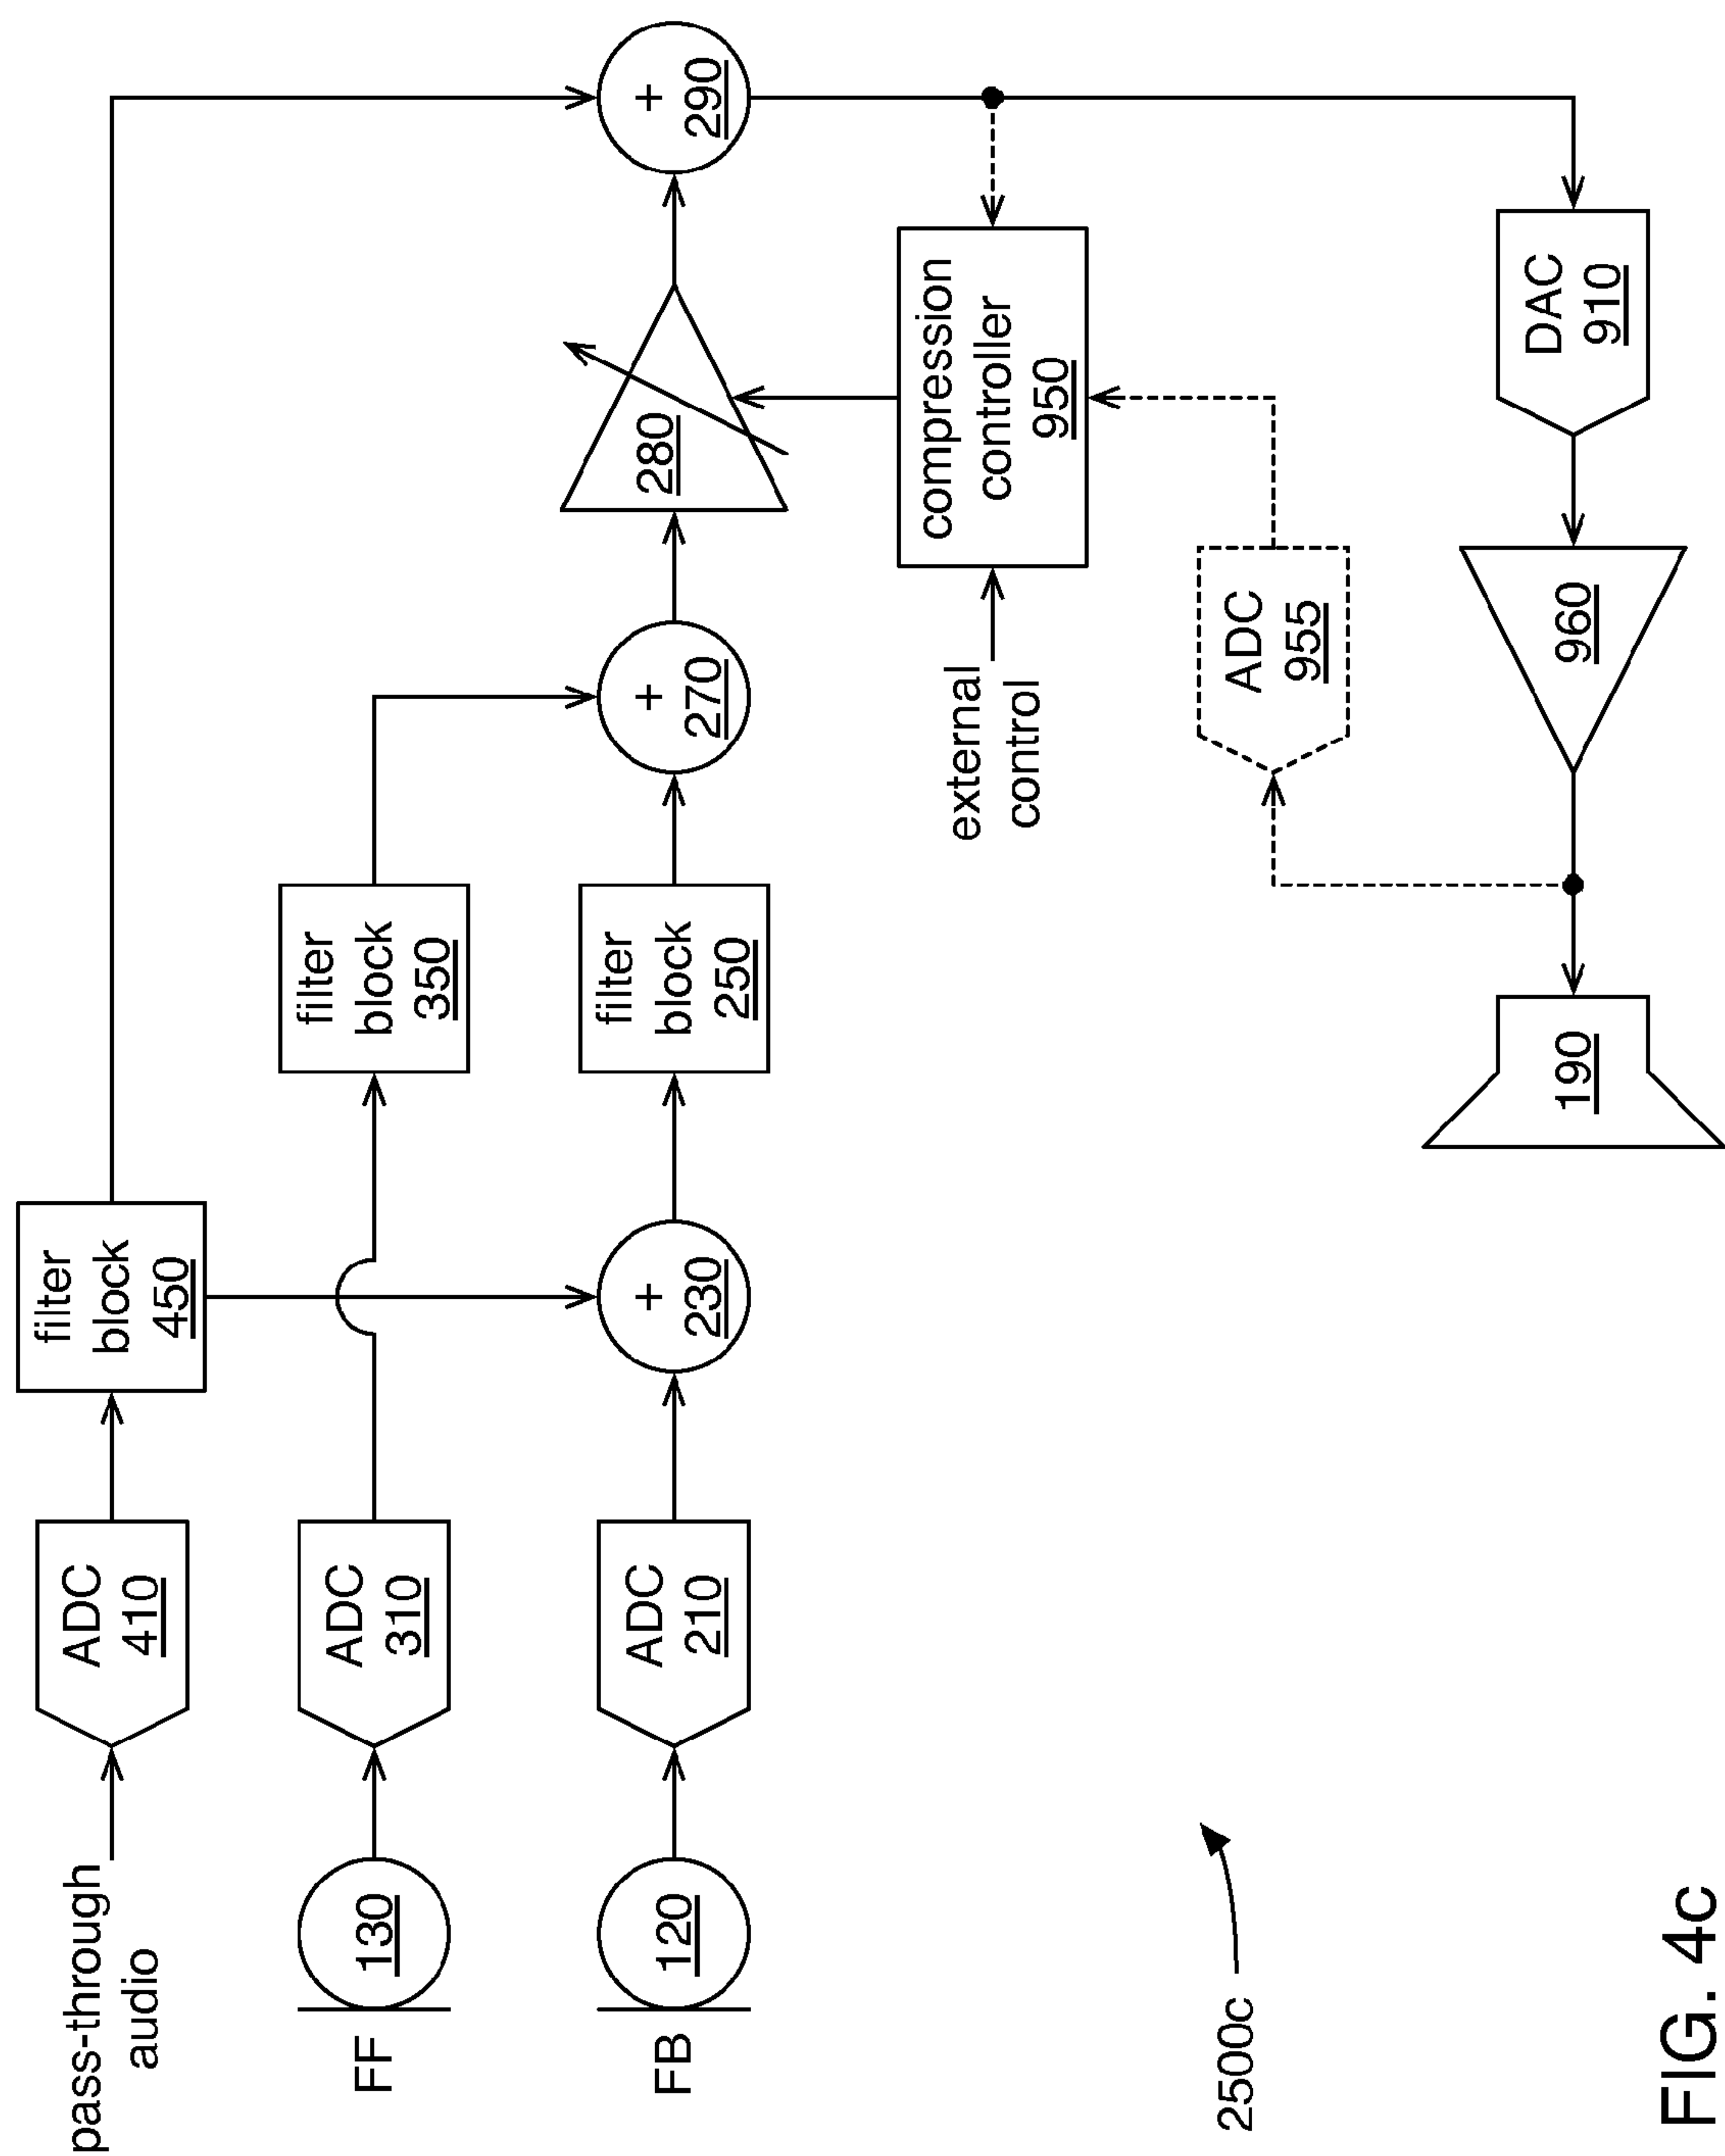 pass-through
audio
ADC
410
filter
block
450
FF
130
ADC
310
filter
block
350
FB
120
ADC
210
+
230
filter
block
250
+
270
280
+
290
external
control
compression
controller
950
ADC
955
190
960
DAC
910
2500c
FIG. 4c